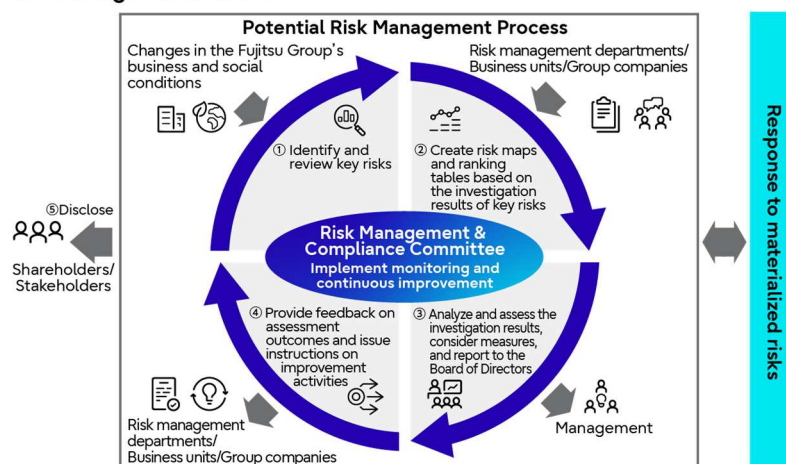 Potential Risk Management Process
Changes in the Fujitsu Group's
business and social
conditions
Risk management departments/
Business units/Group companies
① Identify and
review key risks
② Create risk maps
and ranking
tables based on
the investigation
results of key risks
Risk Management &
Compliance Committee
Implement monitoring and
continuous improvement
③ Analyze and assess the
investigation results,
consider measures,
and report to the
Board of Directors
④ Provide feedback on
assessment
outcomes and issue
instructions on
improvement
activities
⑤Disclose
Shareholders/
Stakeholders
Management
Risk management
departments/
Business units/Group companies
Response to materialized risks